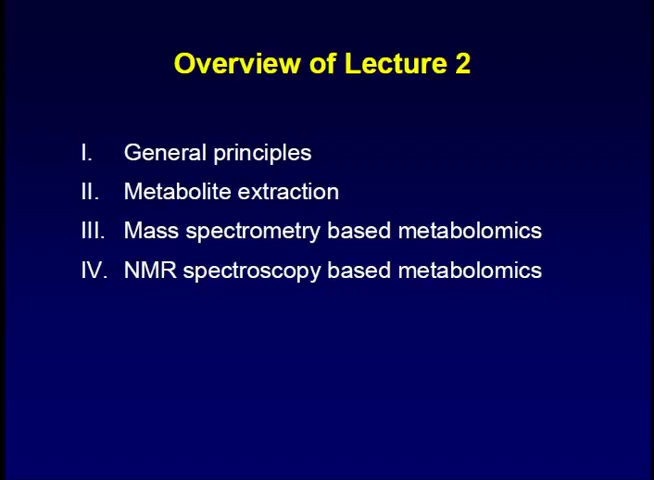 Overview of Lecture 2
I. General principles
II. Metabolite extraction
III. Mass spectrometry based metabolomics
IV. NMR spectroscopy based metabolomics